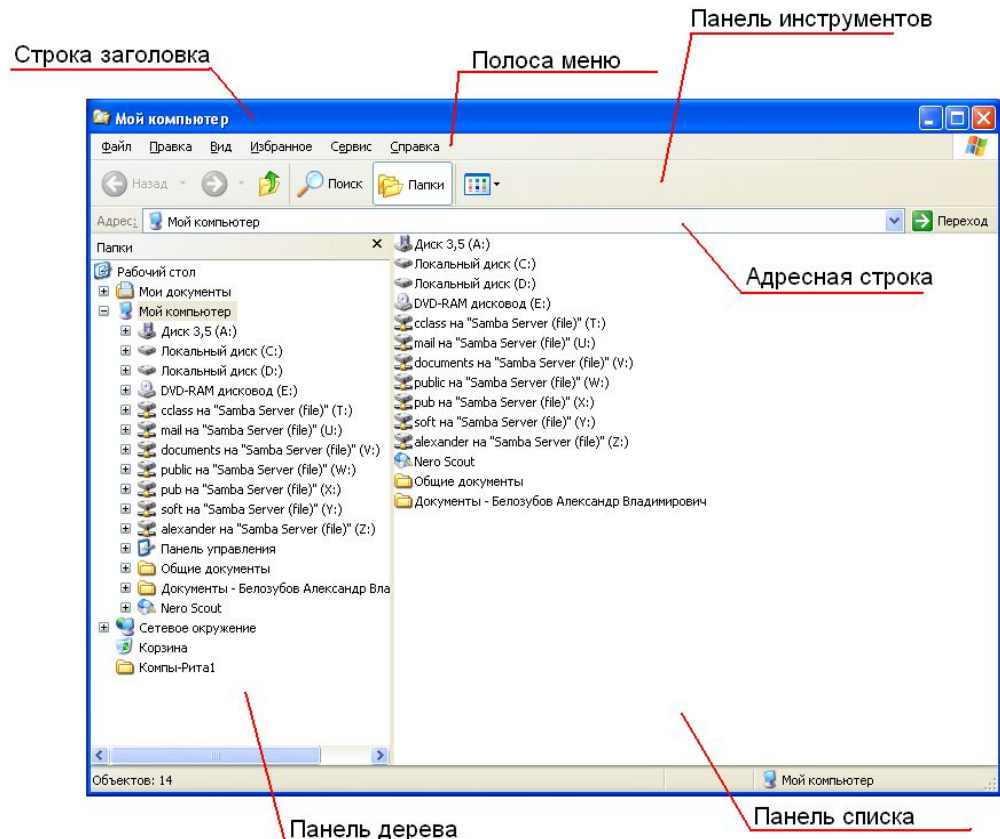 Панель инструментов
Строка заголовка
Полоса меню
Мой компьютер
Файл Правка Вид Избранное Сервис Справка
Назад Поиск Папки
Адрес: Мой компьютер Переход
Папки
Рабочий стол
Мои документы
Мой компьютер
Диск 3,5 (A:)
Локальный диск (C:)
Локальный диск (D:)
DVD-RAM дисковод (E:)
cclass на "Samba Server (file)" (T:)
mail на "Samba Server (file)" (U:)
documents на "Samba Server (file)" (V:)
public на "Samba Server (file)" (W:)
pub на "Samba Server (file)" (X:)
soft на "Samba Server (file)" (Y:)
alexander на "Samba Server (file)" (Z:)
Панель управления
Общие документы
Документы - Белозубов Александр Вла
Nero Scout
Сетевое окружение
Корзина
Компы-Рита1
Диск 3,5 (A:)
Локальный диск (C:)
Локальный диск (D:)
DVD-RAM дисковод (E:)
cclass на "Samba Server (file)" (T:)
mail на "Samba Server (file)" (U:)
documents на "Samba Server (file)" (V:)
public на "Samba Server (file)" (W:)
pub на "Samba Server (file)" (X:)
soft на "Samba Server (file)" (Y:)
alexander на "Samba Server (file)" (Z:)
Nero Scout
Общие документы
Документы - Белозубов Александр Владимирович
Адресная строка
Объектов: 14 Мой компьютер
Панель списка
Панель дерева